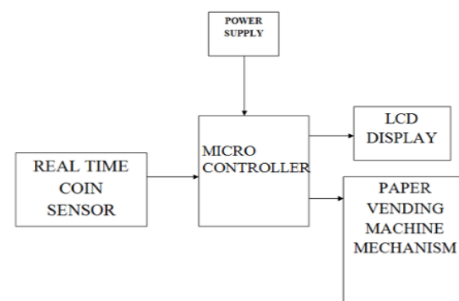 POWER
SUPPLY
LCD
DISPLAY
MICRO
CONTROLLER
REAL TIME
COIN
SENSOR
PAPER
VENDING
MACHINE
MECHANISM